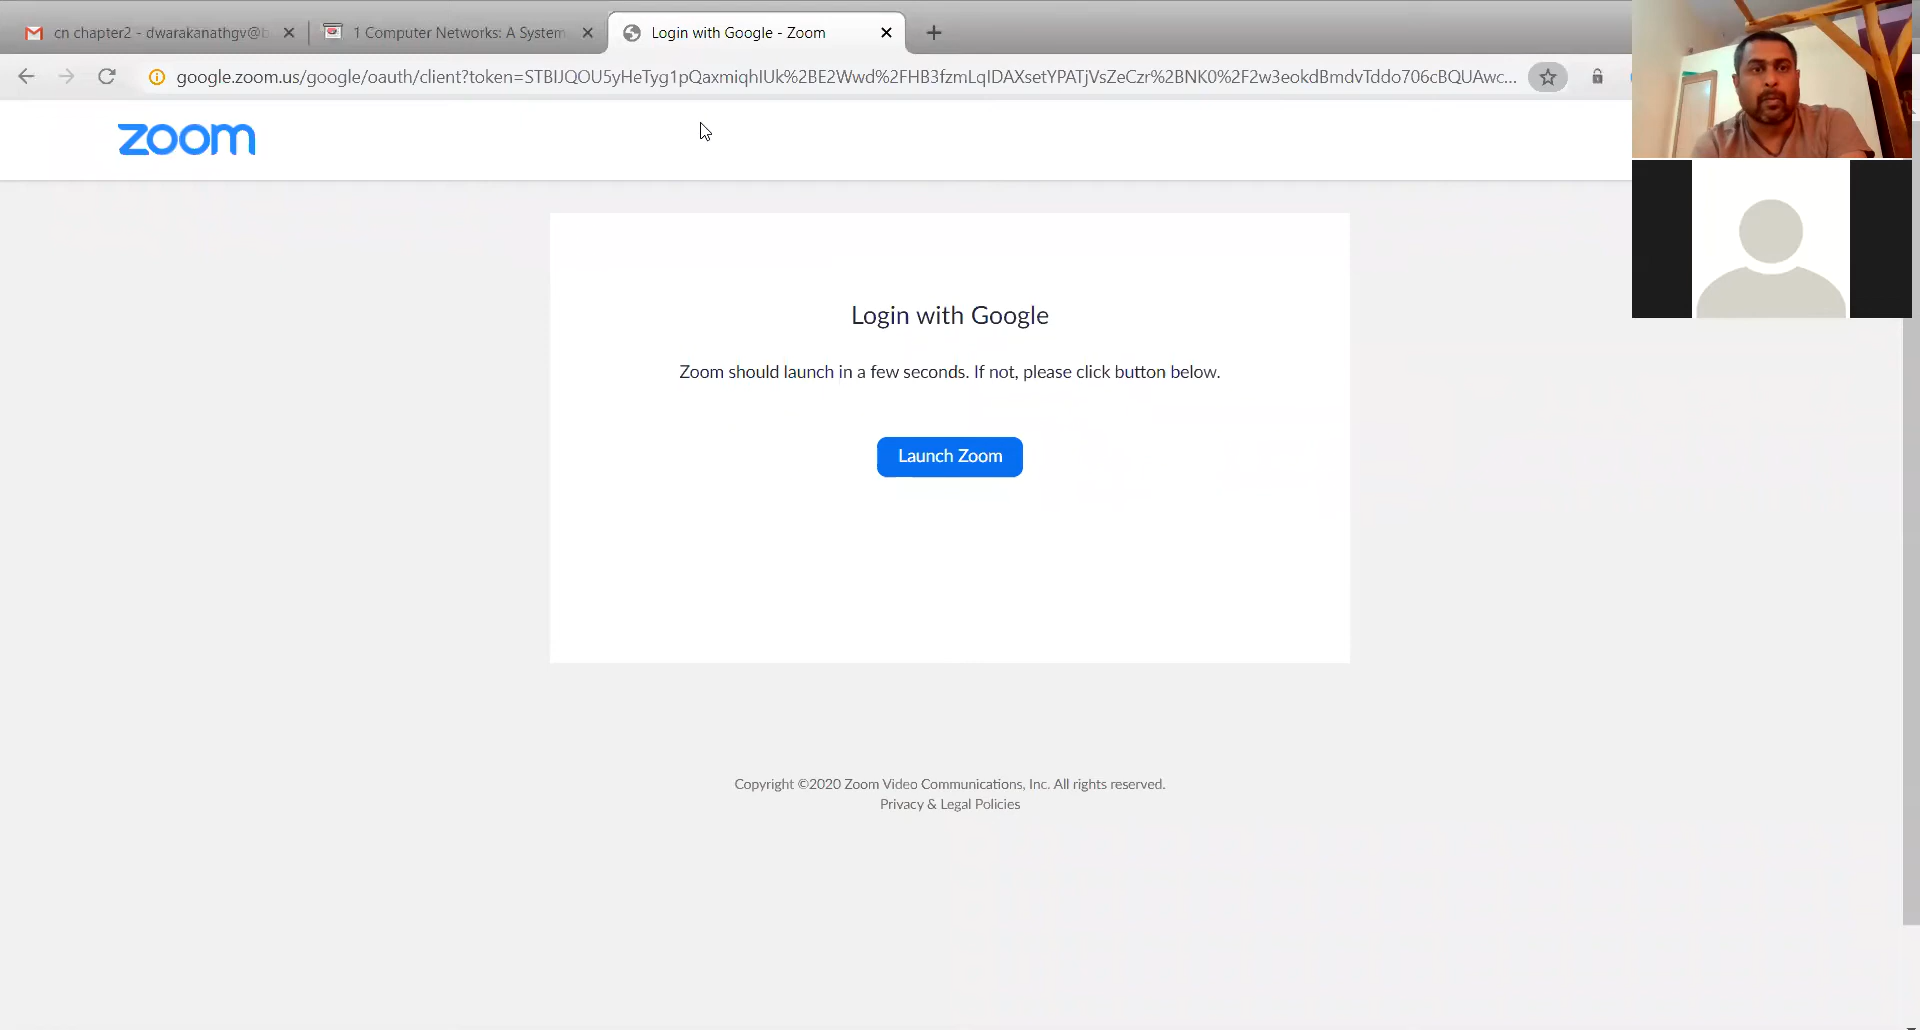 cn chapter2 - dwarakanathgv@b
1 Computer Networks: A System
Login with Google - Zoom
google.zoom.us/google/oauth/client?token=STBIJQOU5yHeTyg1pQaxmiqhIUk%2BE2Wwd%2FHB3fzmLqIDAXsetYPATjVsZeCzr%2BNK0%2F2w3eokdBmdvTddo706cBQUAwc...
zoom
Login with Google
Zoom should launch in a few seconds. If not, please click button below.
Launch Zoom
Copyright ©2020 Zoom Video Communications, Inc. All rights reserved.
Privacy & Legal Policies